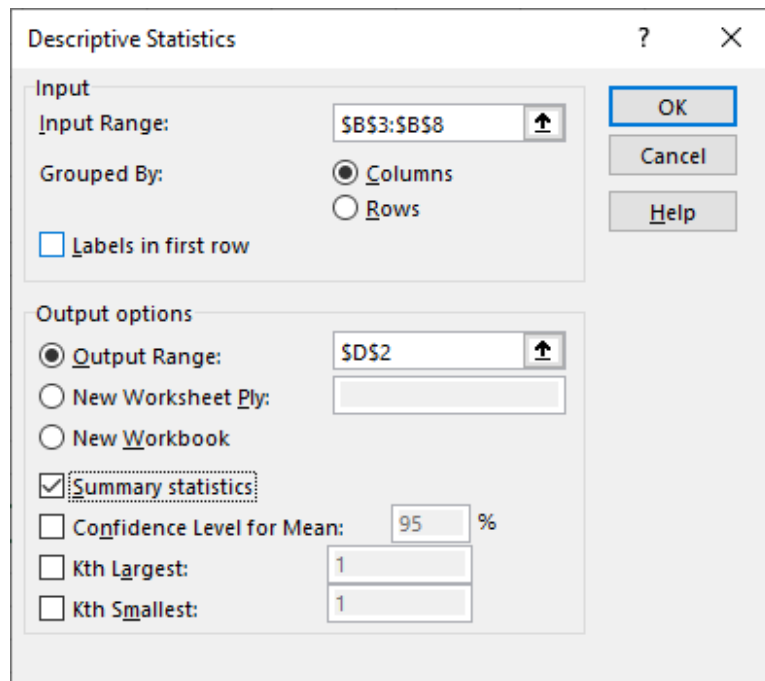 Descriptive Statistics
?
Input
Input Range: $B$3:$B$8
Grouped By: Columns
Rows
Labels in first row
OK
Cancel
Help
Output options
Output Range: $D$2
New Worksheet Ply:
New Workbook
Summary statistics
Confidence Level for Mean: 95 %
Kth Largest: 1
Kth Smallest: 1